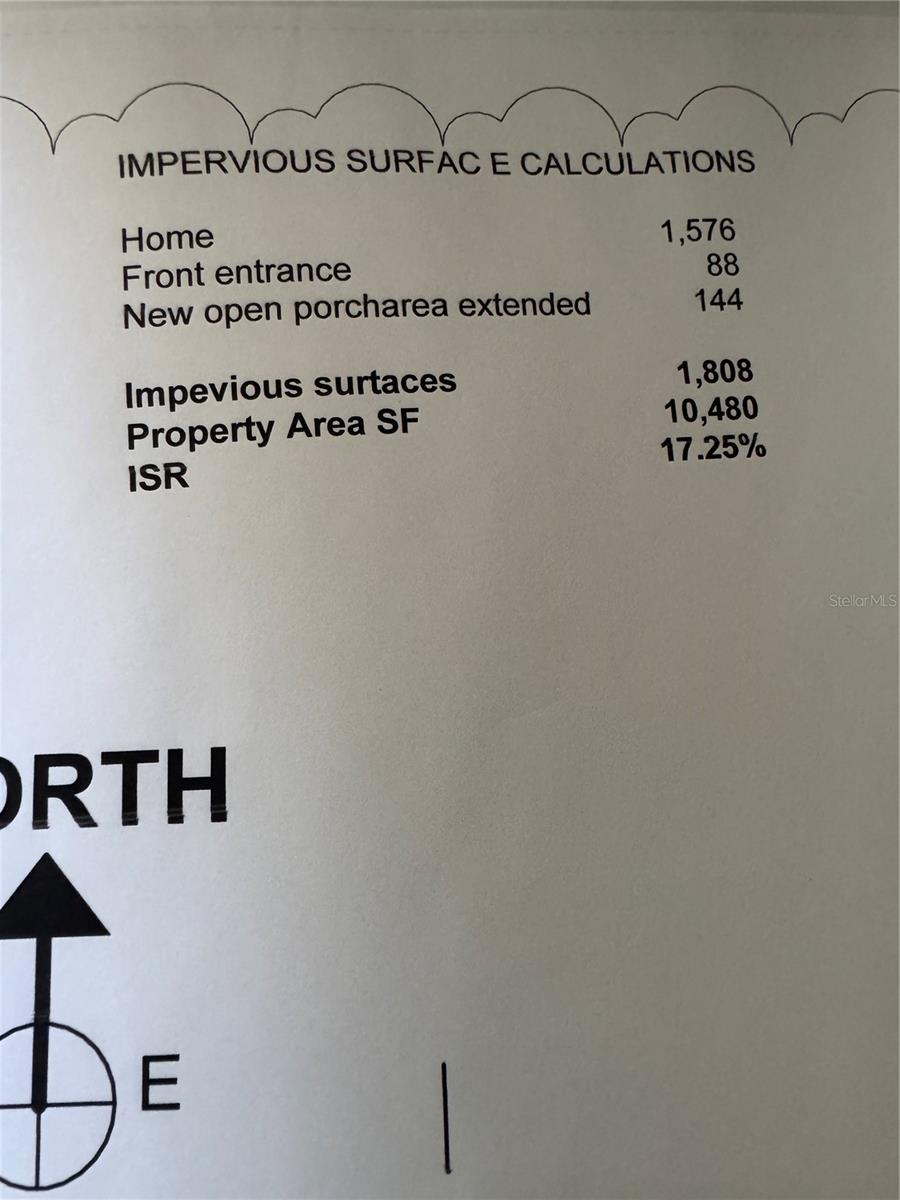 IMPERVIOUS SURFAC E CALCULATIONS
Home 1,576
Front entrance 88
New open porcharea extended 144
Impevious surtaces 1,808
Property Area SF 10,480
ISR 17.25%
StellarMLS
ORTH
E